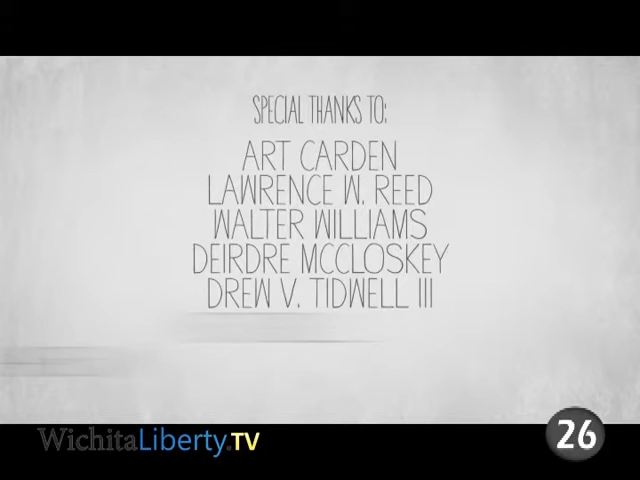 SPECIAL THANKS TO:
ART CARDEN
LAWRENCE W. REED
WALTER WILLIAMS
DEIRDRE MCCLOSKEY
DREW V. TIDWELL III
WichitaLiberty.TV
26